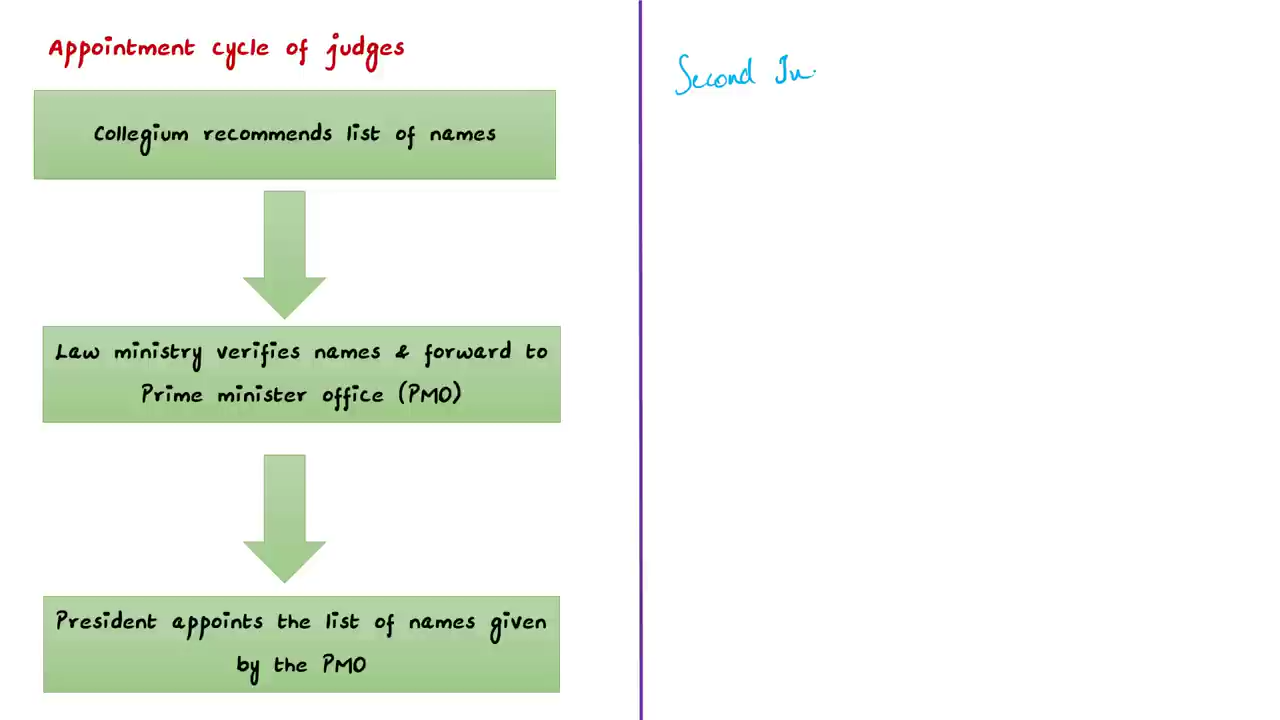 Appointment cycle of judges
Collegium recommends list of names
Law ministry verifies names & forward to
Prime minister office (PMO)
President appoints the list of names given
by the PMO
Second